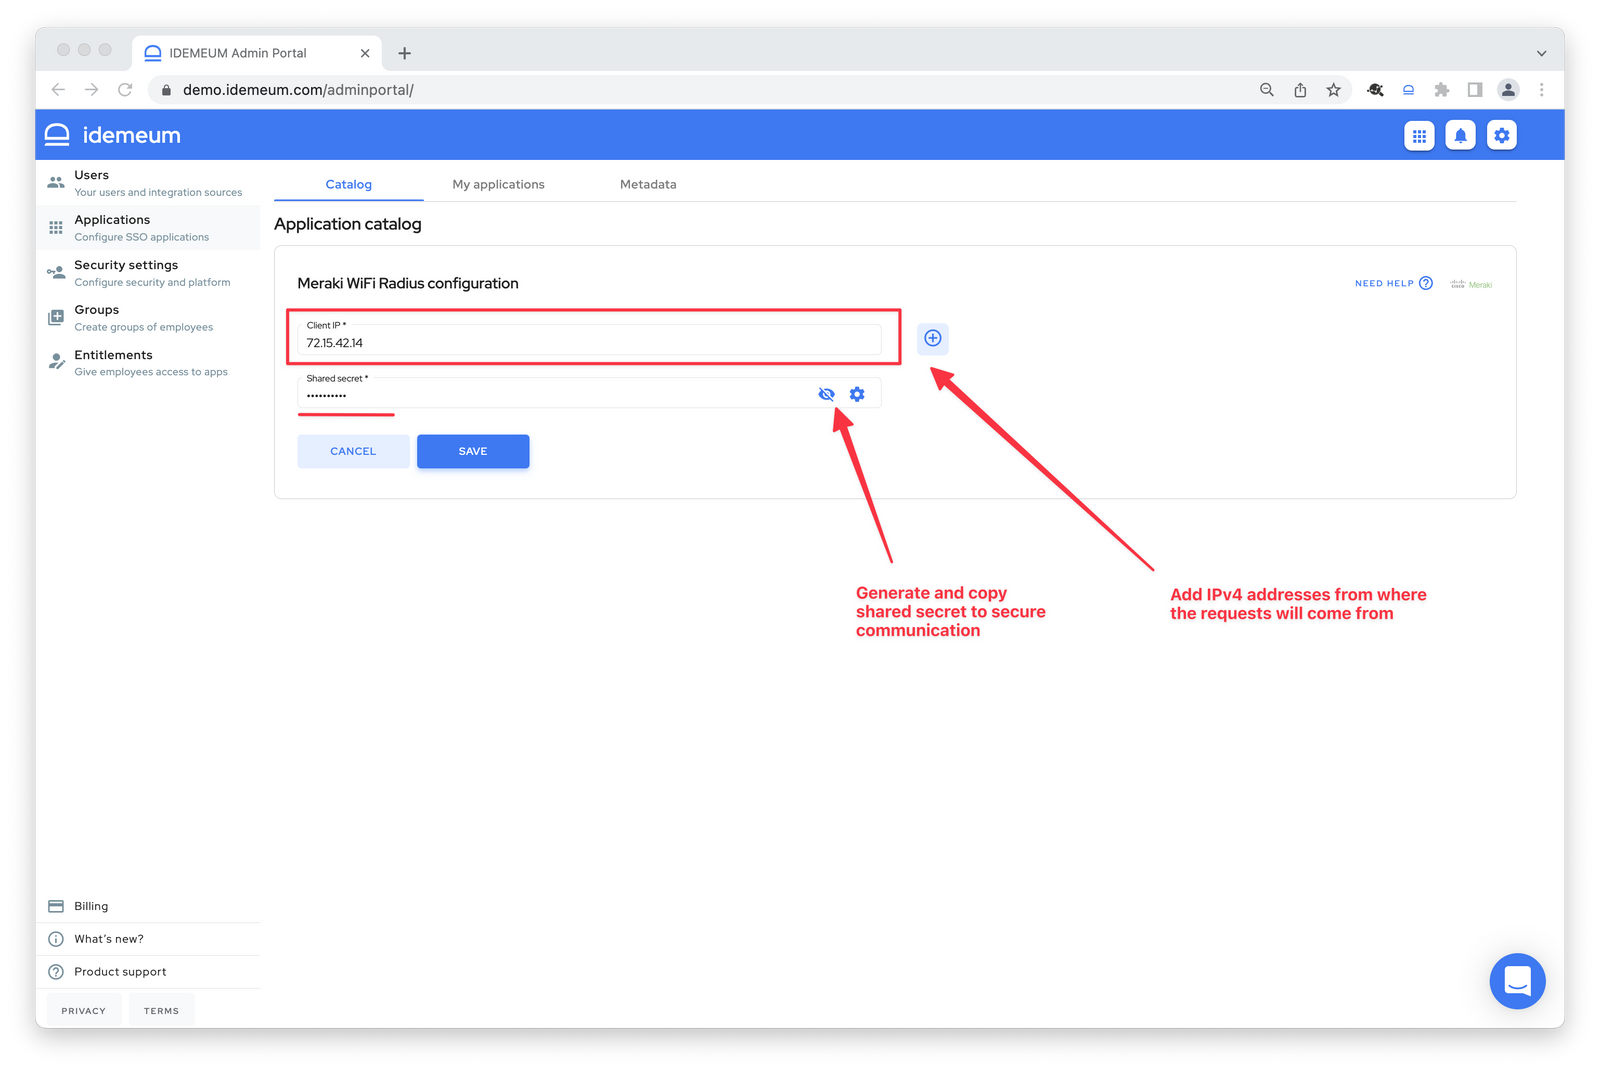 IDEMEUM Admin Portal
demo.idemeum.com/adminportal/
idemeum
Users
Your users and integration sources
Applications
Configure SSO applications
Security settings
Configure security and platform
Groups
Create groups of employees
Entitlements
Give employees access to apps
Catalog
My applications
Metadata
Application catalog
Meraki WiFi Radius configuration
NEED HELP
CISCO Meraki
Client IP *
72.15.42.14
Shared secret *
••••••••••
CANCEL
SAVE
Generate and copy
shared secret to secure
communication
Add IPv4 addresses from where
the requests will come from
Billing
What's new?
Product support
PRIVACY
TERMS